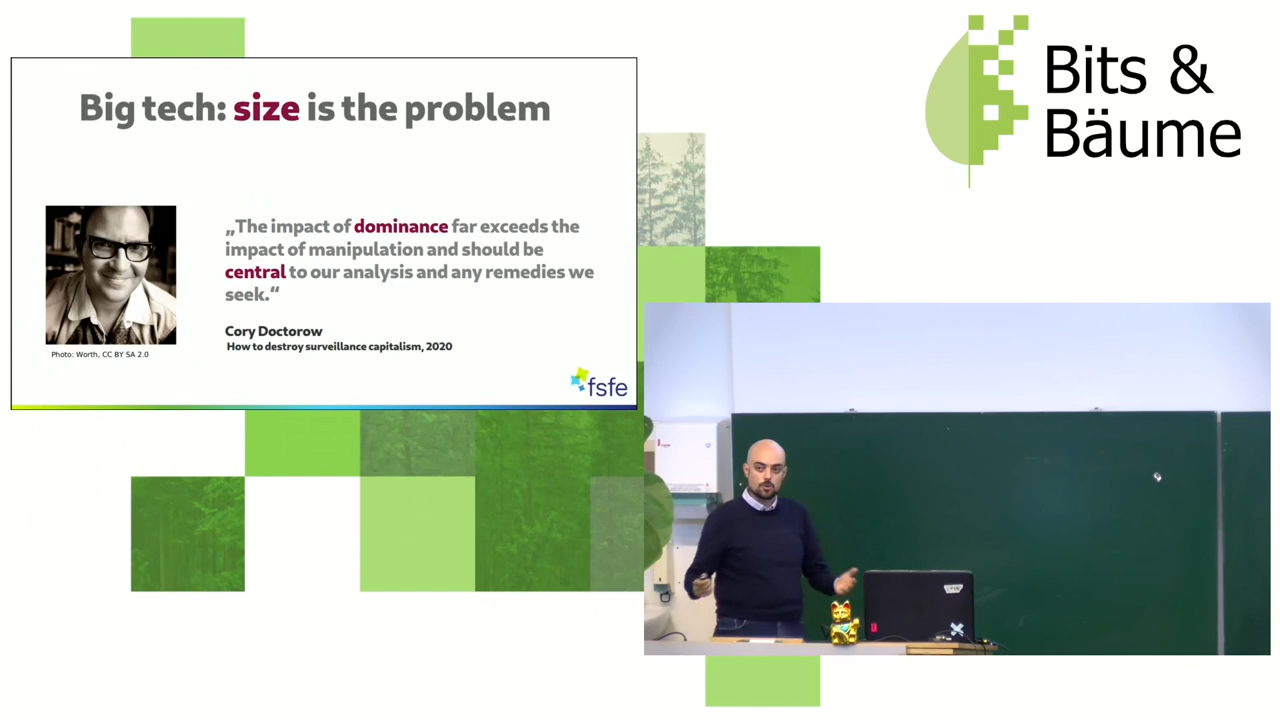 Big tech: size is the problem
„The impact of dominance far exceeds the
impact of manipulation and should be
central to our analysis and any remedies we
seek.“
Cory Doctorow
How to destroy surveillance capitalism, 2020
Photo: Worth, CC BY SA 2.0
fsfe
Bits &
Bäume